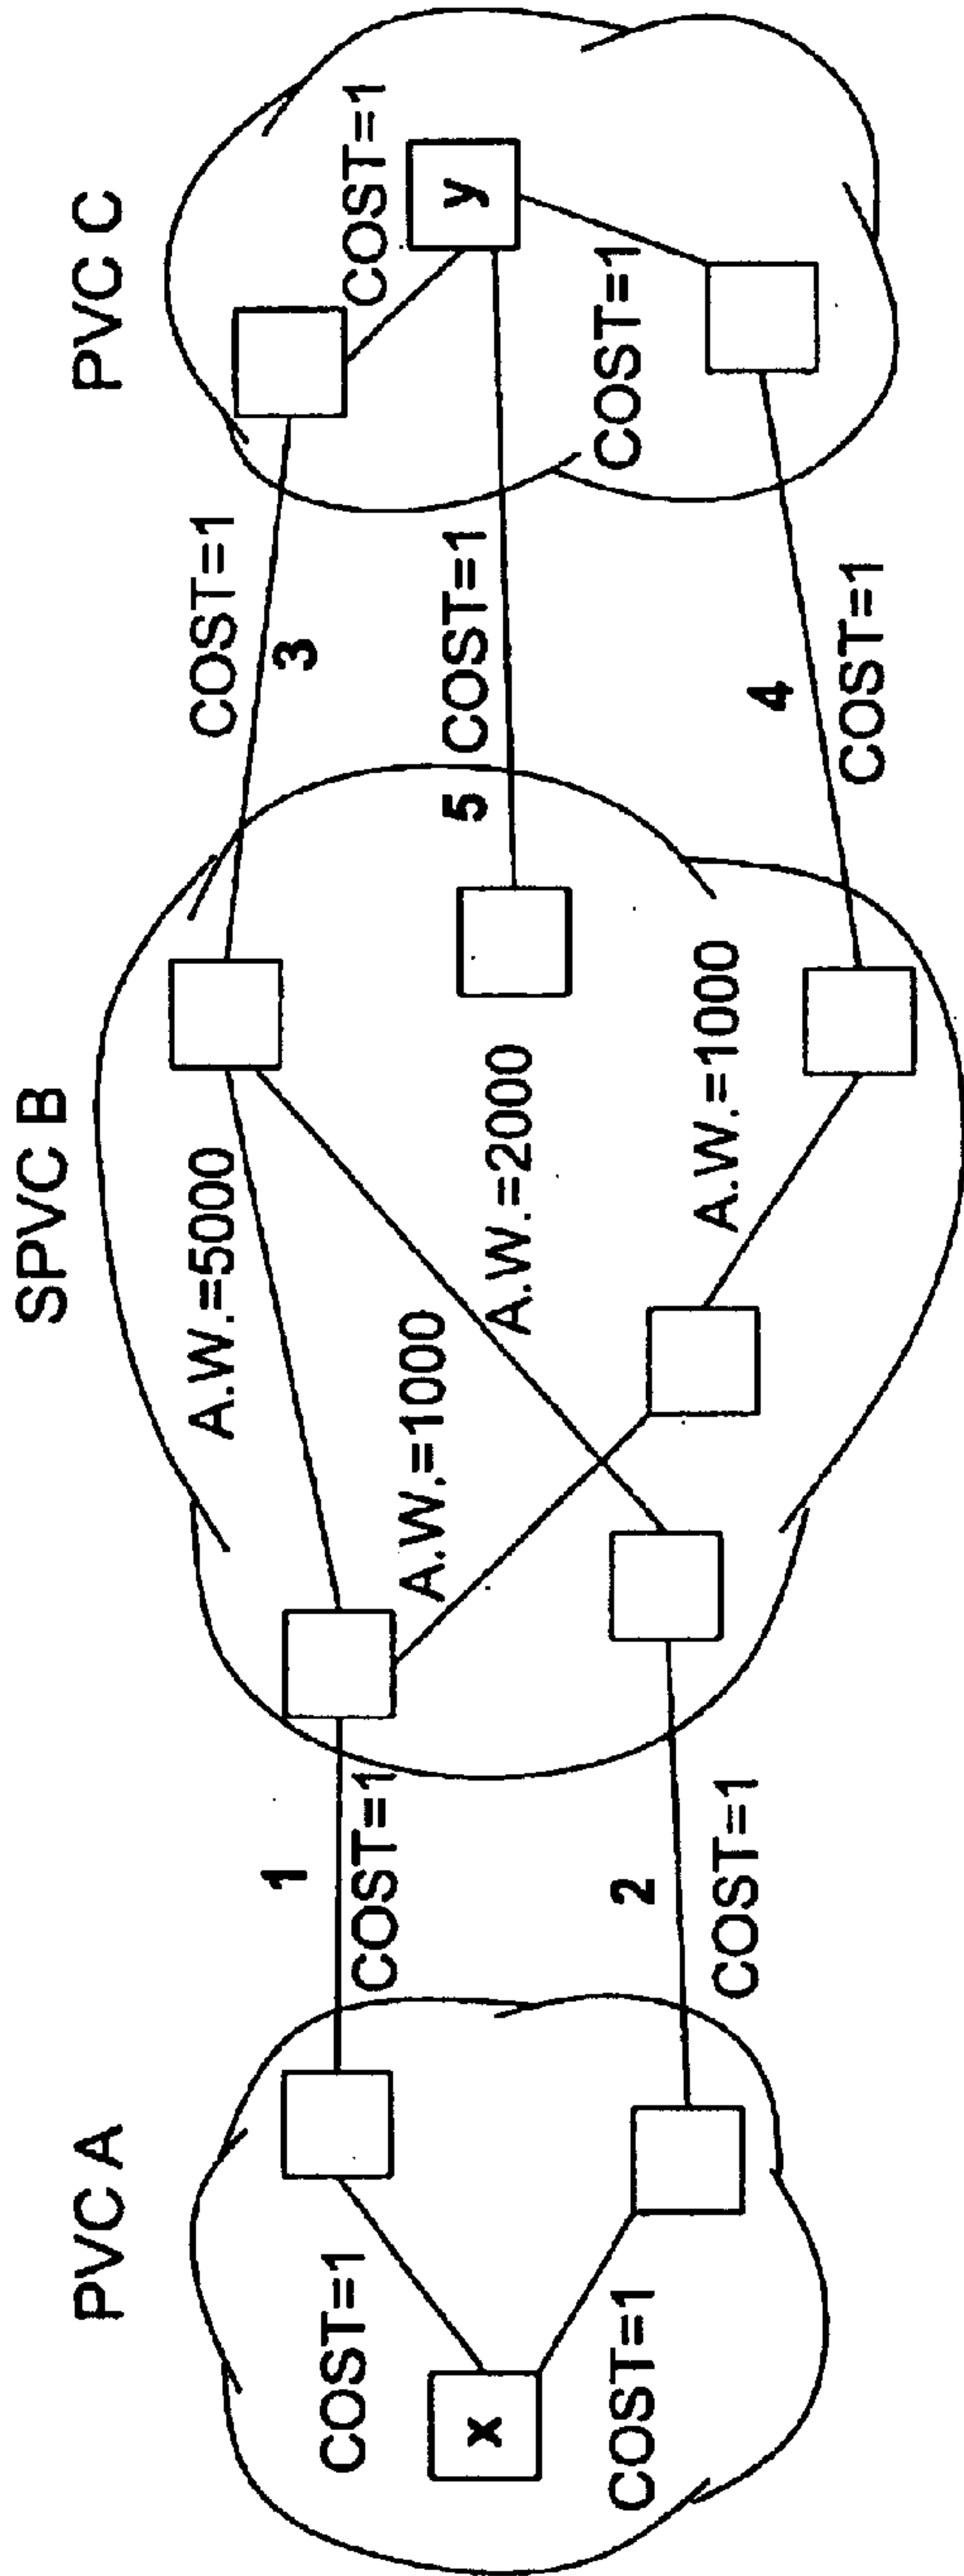 PVC A
SPVC B
PVC C
COST=1
x
COST=1
1
COST=1
2
COST=1
A.W.=5000
A.W.=1000
A.W.=2000
A.W.=1000
COST=1
3
5 COST=1
4
COST=1
COST=1
y
COST=1